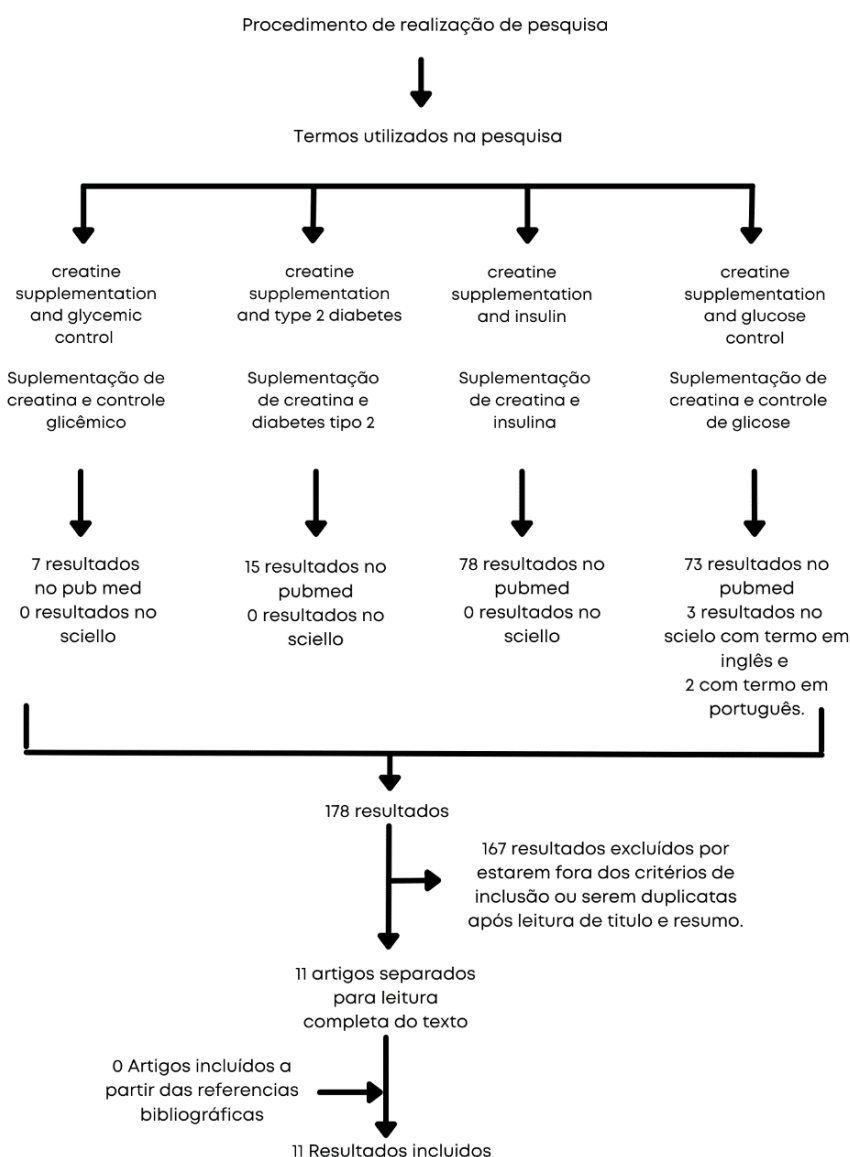 Procedimento de realização de pesquisa
Termos utilizados na pesquisa
creatine
supplementation
and glycemic
control
creatine
supplementation
and type 2 diabetes
creatine
supplementation
and insulin
creatine
supplementation
and glucose
control
Suplementação de
creatina e controle
glicêmico
Suplementação
de creatina e
diabetes tipo 2
Suplementação
de creatina e
insulina
Suplementação de
creatina e controle
de glicose
7 resultados
no pub med
0 resultados no
sciello
15 resultados no
pubmed
0 resultados no
sciello
78 resultados no
pubmed
0 resultados no
sciello
73 resultados no
pubmed
3 resultados no
scielo com termo em
inglês e
2 com termo em
português.
178 resultados
167 resultados excluídos por
estarem fora dos critérios de
inclusão ou serem duplicatas
após leitura de titulo e resumo.
11 artigos separados
para leitura
completa do texto
0 Artigos incluídos a
partir das referencias
bibliográficas
11 Resultados incluidos